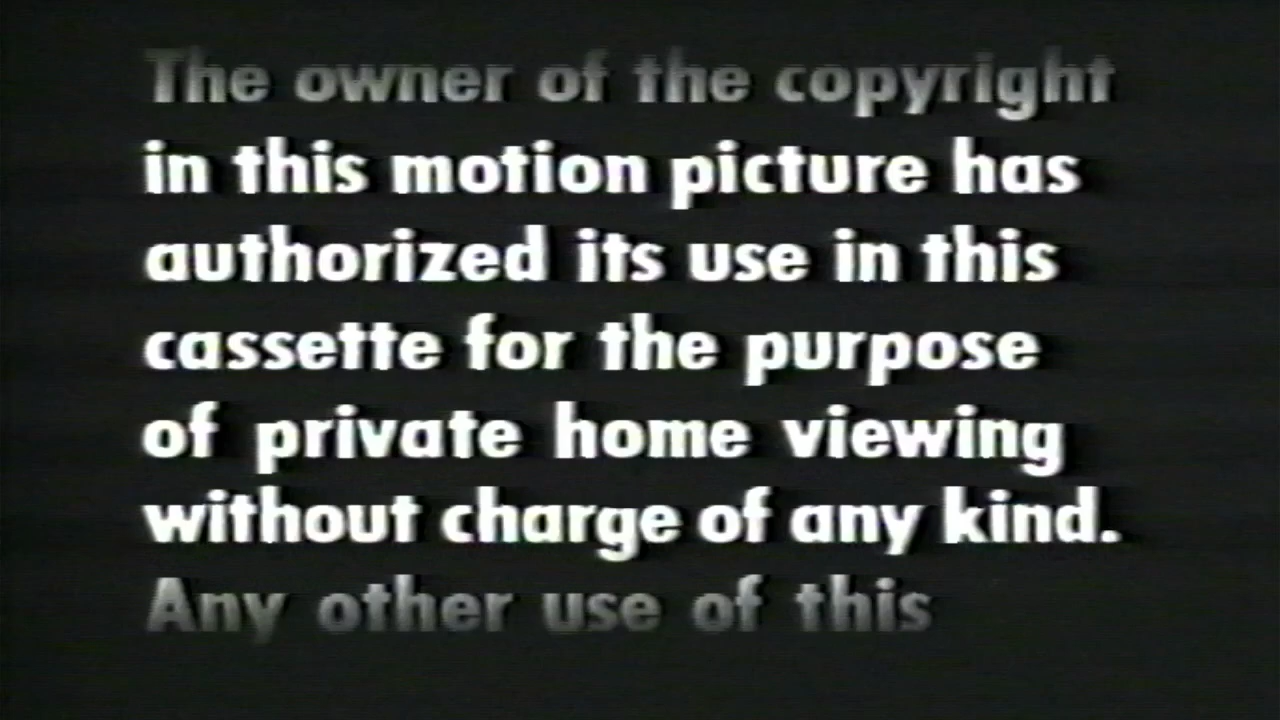 The owner of the copyright
in this motion picture has
authorized its use in this
cassette for the purpose
of private home viewing
without charge of any kind.
Any other use of this